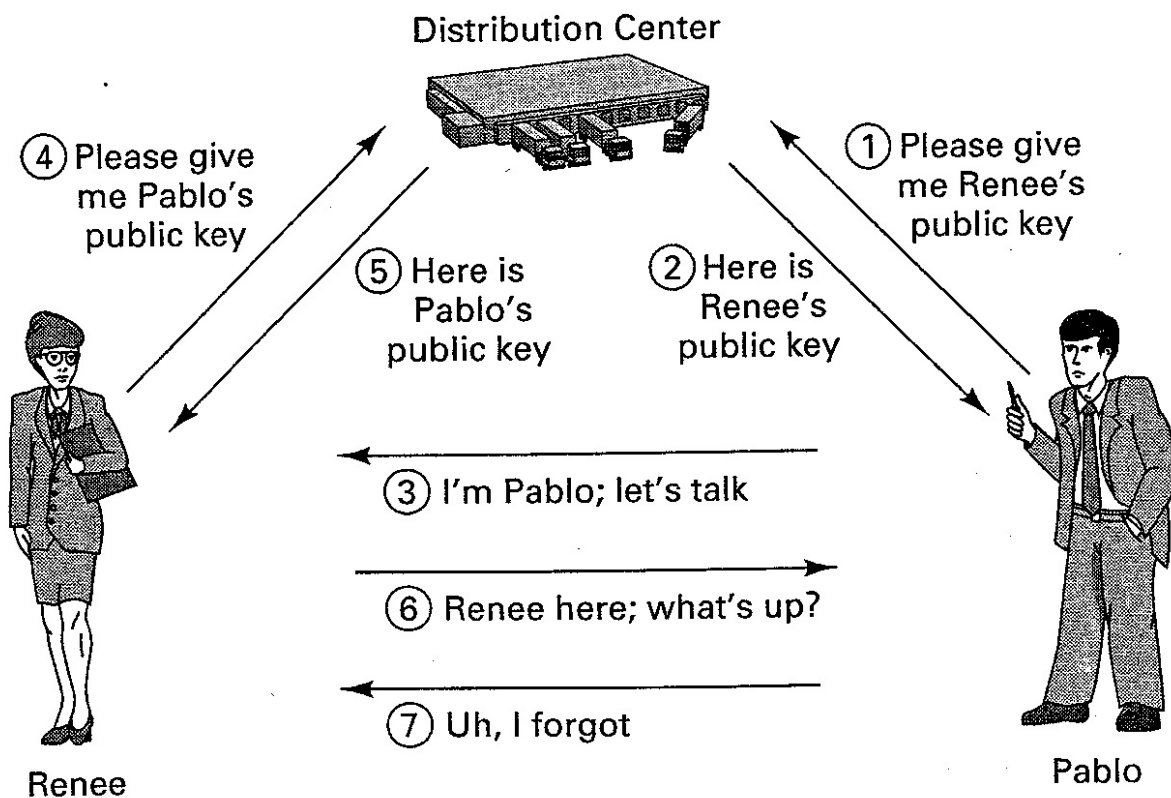 Distribution Center
④ Please give
me Pablo's
public key
① Please give
me Renee's
public key
⑤ Here is
Pablo's
public key
② Here is
Renee's
public key
③ I'm Pablo; let's talk
⑥ Renee here; what's up?
⑦ Uh, I forgot
Renee
Pablo